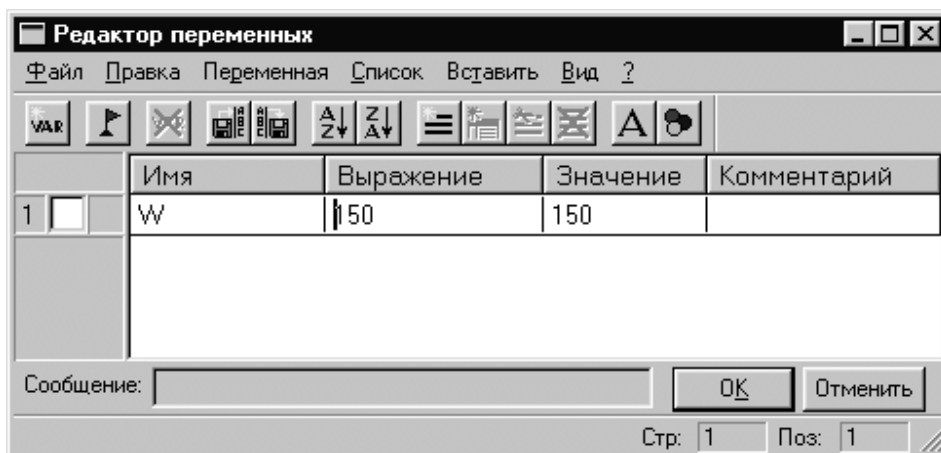 Редактор переменных
Файл Правка Переменная Список Вставить Вид ?
VAR A Z Z A A
Имя Выражение Значение Комментарий
1 W 150 150
Сообщение: OK Отменить
Стр: 1 Поз: 1